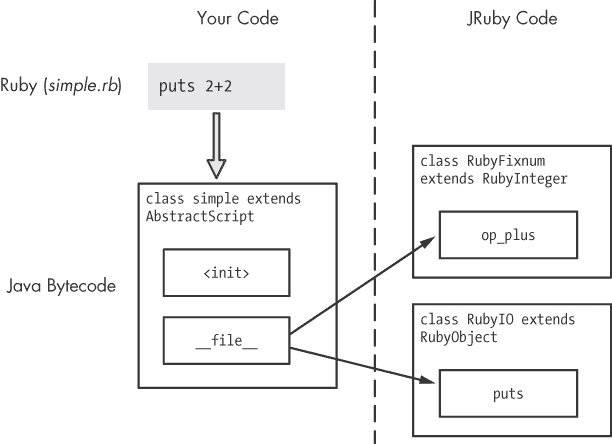 Your Code
JRuby Code
Ruby (simple.rb)
puts 2+2
class simple extends
AbstractScript
<init>
__file__
Java Bytecode
class RubyFixnum
extends RubyInteger
op_plus
class RubyIO extends
RubyObject
puts